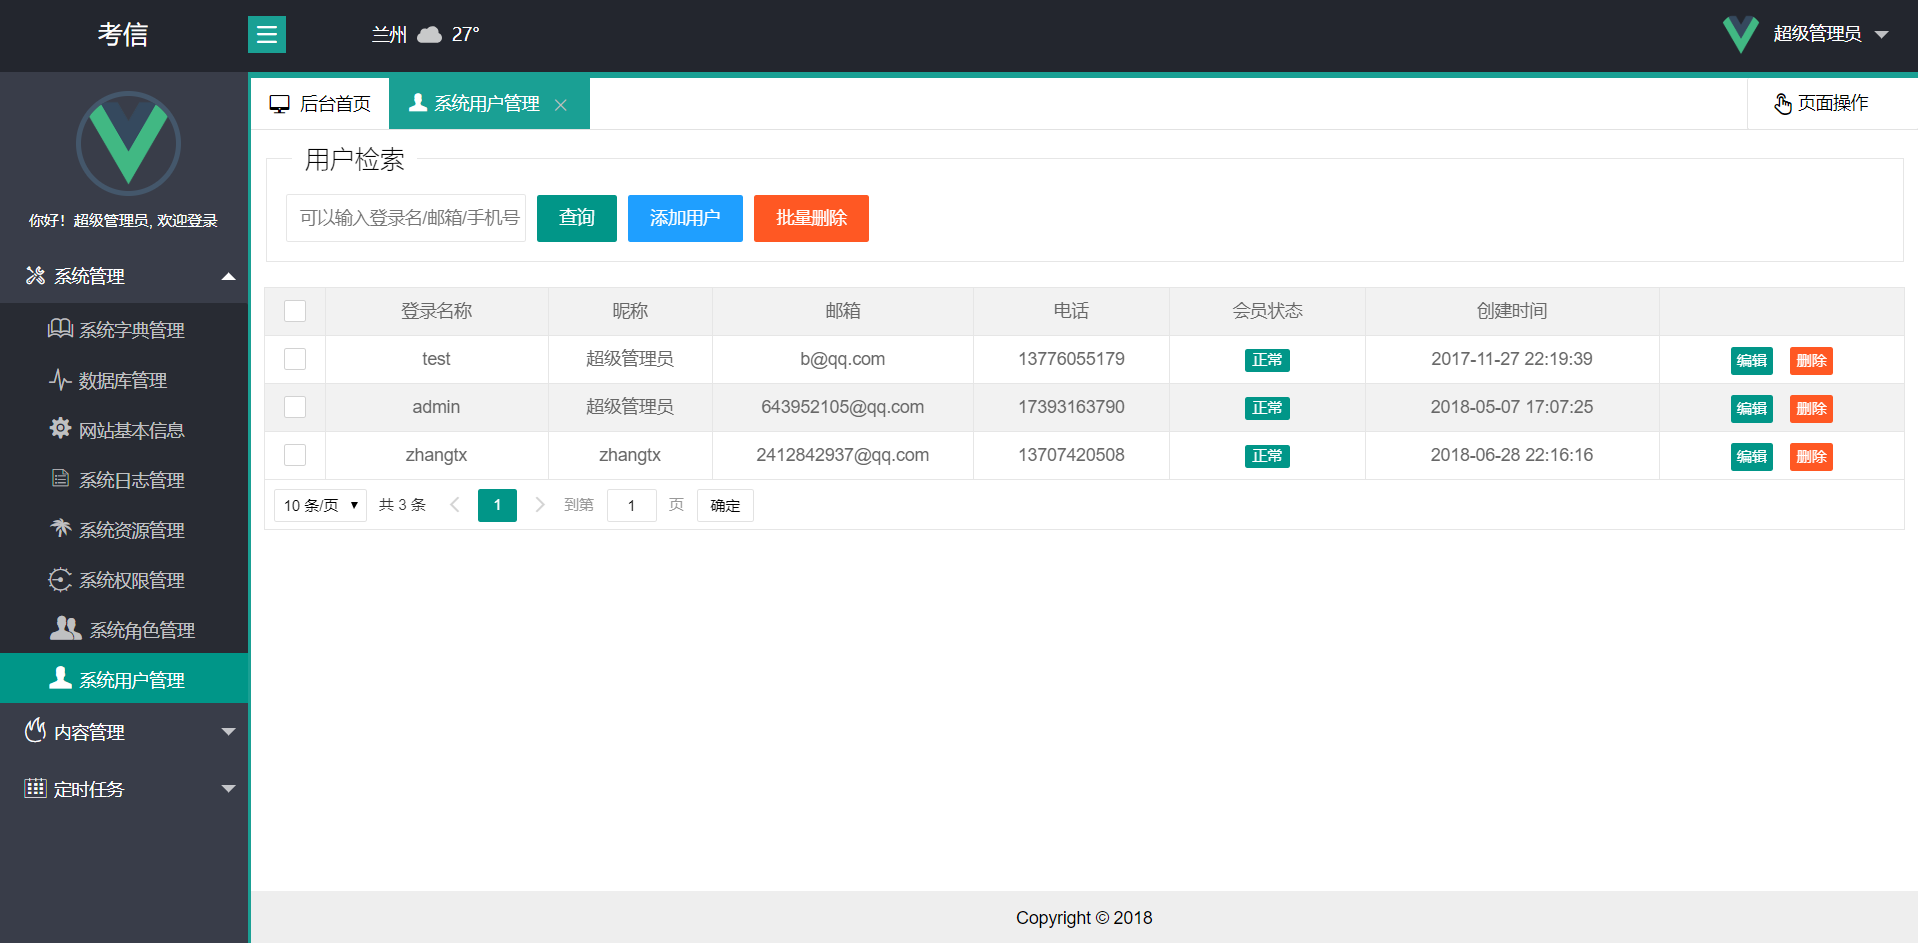 考信
兰州 27°
超级管理员
你好！超级管理员, 欢迎登录
系统管理
系统字典管理
数据库管理
网站基本信息
系统日志管理
系统资源管理
系统权限管理
系统角色管理
系统用户管理
内容管理
定时任务
后台首页 系统用户管理 页面操作
用户检索
可以输入登录名/邮箱/手机号 查询 添加用户 批量删除
登录名称 昵称 邮箱 电话 会员状态 创建时间
test 超级管理员 b@qq.com 13776055179 正常 2017-11-27 22:19:39 编辑 删除
admin 超级管理员 643952105@qq.com 17393163790 正常 2018-05-07 17:07:25 编辑 删除
zhangtx zhangtx 2412842937@qq.com 13707420508 正常 2018-06-28 22:16:16 编辑 删除
10 条/页 共 3 条 1 到第 1 页 确定
Copyright © 2018